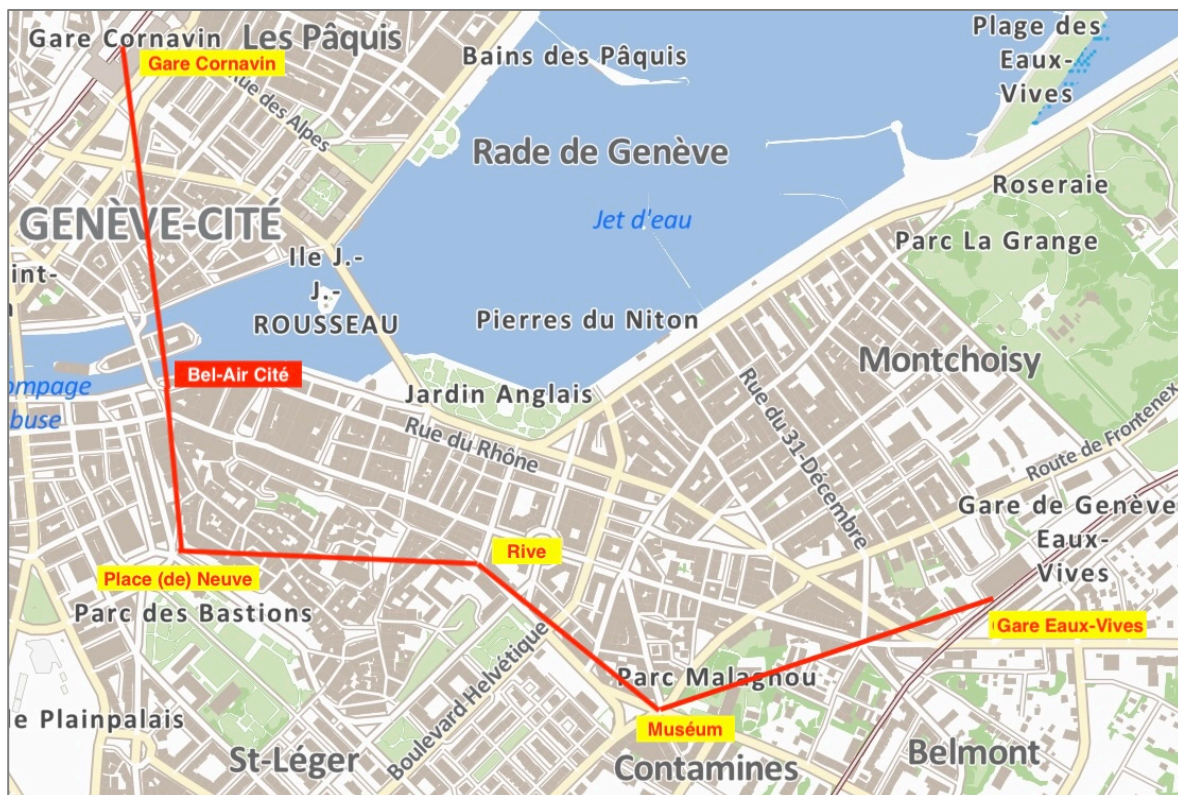 Gare Cornavin
Les Pâquis
Bains des Pâquis
Plage des
Eaux-
Vives
Gare Cornavin
Rue des Alpes
Rade de Genève
Roseraie
GENÈVE-CITÉ
Jet d'eau
Parc La Grange
int-
Ile J.-
J.-
ROUSSEAU
Pierres du Niton
Montchoisy
Bel-Air Cité
ompage
buse
Jardin Anglais
Rue du Rhône
Rue du 31-Décembre
Route de Frontenex
Gare de Genève
Eaux-
Vives
Rive
Place (de) Neuve
Parc des Bastions
Gare Eaux-Vives
Boulevard Helvétique
Parc Malagnou
le Plainpalais
Muséum
St-Léger
Contamines
Belmont